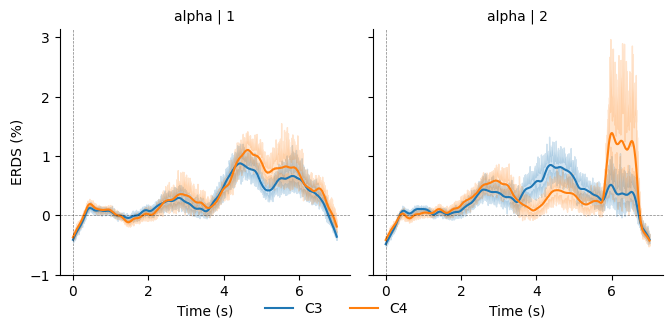 alpha | 1
alpha | 2
ERDS (%)
3
2
1
0
−1
0 2 4 6
0 2 4 6
Time (s)
Time (s)
C3 C4